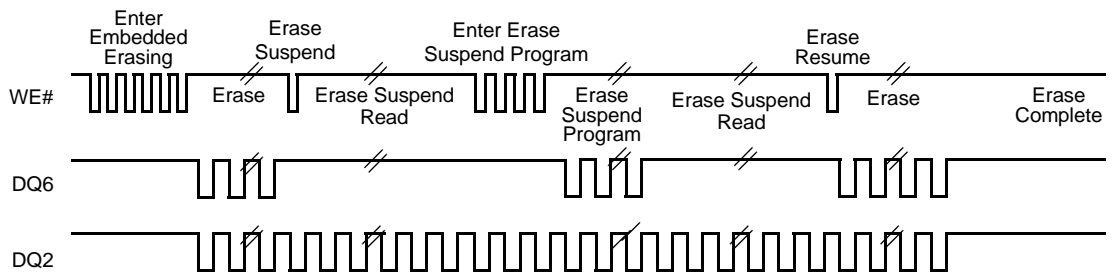 Enter
Embedded
Erasing
Erase
Suspend
Enter Erase
Suspend Program
Erase
Resume
WE#
Erase
Erase Suspend
Read
Erase
Suspend
Program
Erase Suspend
Read
Erase
Erase
Complete
DQ6
DQ2